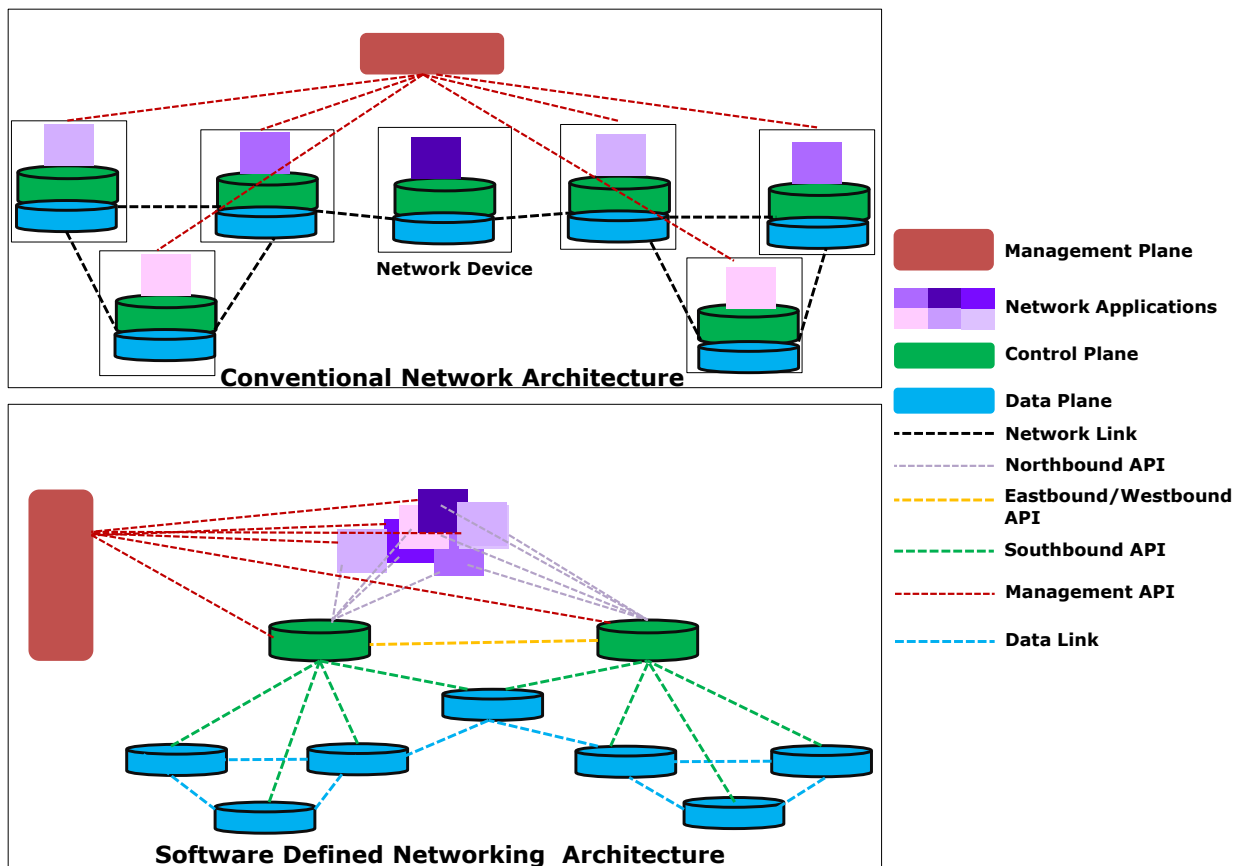 Network Device
Conventional Network Architecture
Management Plane
Network Applications
Control Plane
Data Plane
Network Link
Northbound API
Eastbound/Westbound
API
Southbound API
Management API
Data Link
Software Defined Networking Architecture